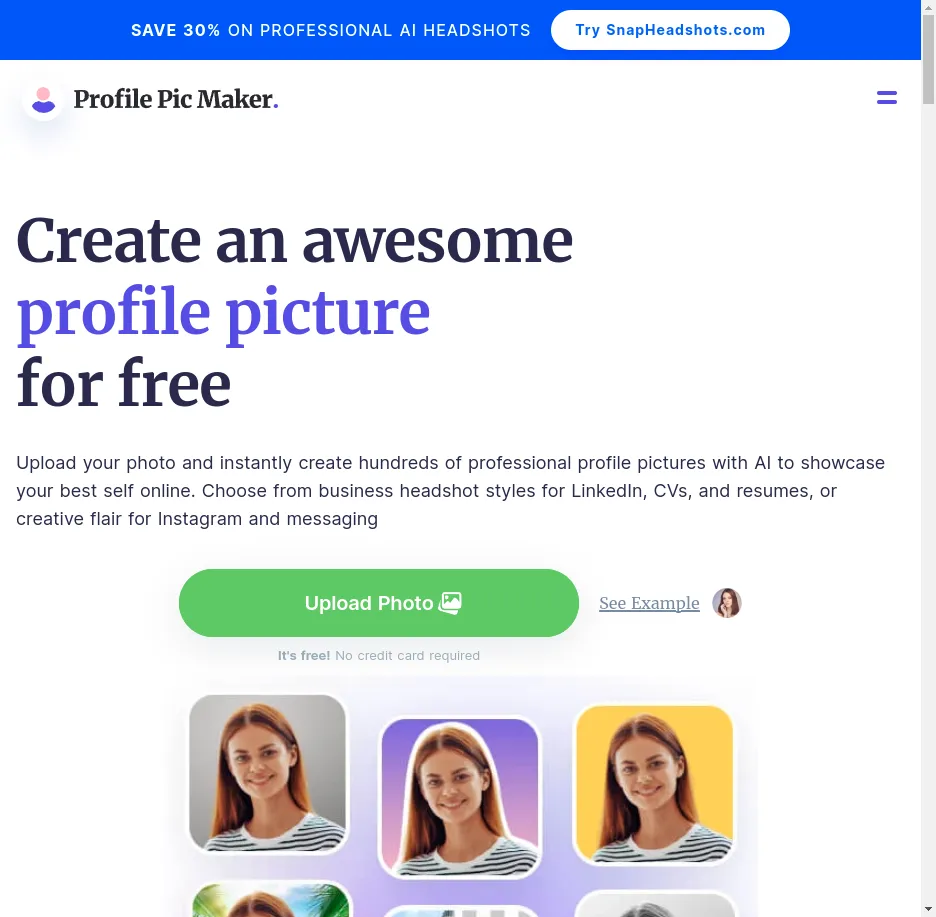 SAVE 30% ON PROFESSIONAL AI HEADSHOTS
Try SnapHeadshots.com
Profile Pic Maker.
Create an awesome
profile picture
for free
Upload your photo and instantly create hundreds of professional profile pictures with AI to showcase
your best self online. Choose from business headshot styles for LinkedIn, CVs, and resumes, or
creative flair for Instagram and messaging
Upload Photo
See Example
It's free! No credit card required